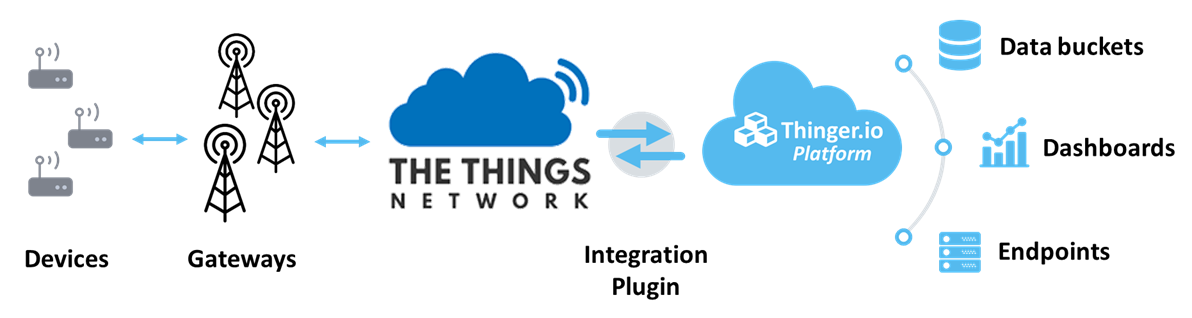 Devices
Gateways
THE THINGS
NETWORK
Integration
Plugin
Thinger.io
Platform
Data buckets
Dashboards
Endpoints